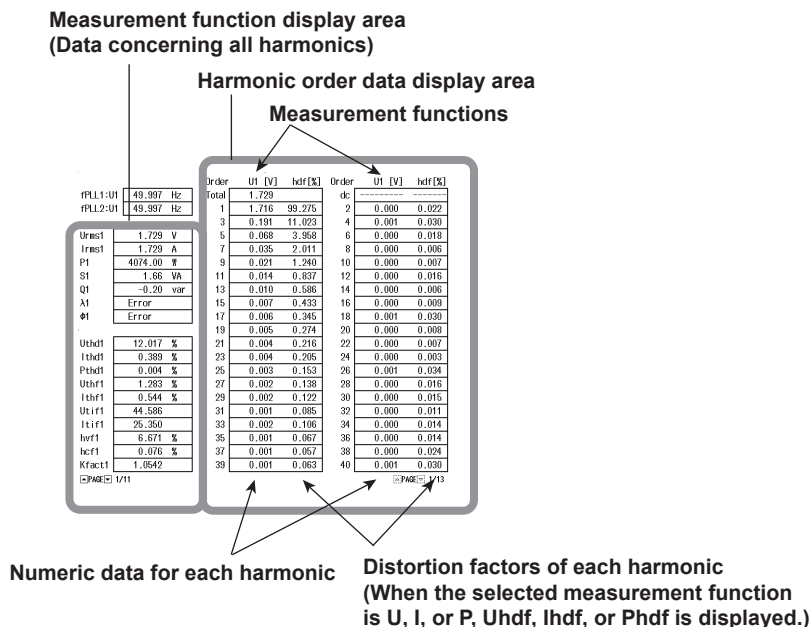 Measurement function display area
(Data concerning all harmonics)
Harmonic order data display area
Measurement functions
Order U1 [V] hdf[%] Order U1 [V] hdf[%]
fPLL1:U1 49.997 Hz
fPLL2:U1 49.997 Hz
Urms1 1.729 V
Irms1 1.729 A
P1 4074.00 W
S1 1.66 VA
Q1 -0.20 var
λ1 Error
Φ1 Error
Uthd1 12.017 %
Ithd1 0.389 %
Pthd1 0.004 %
Uthf1 1.283 %
Ithf1 0.544 %
Utif1 44.586
Itif1 25.350
hvf1 6.671 %
hcf1 0.076 %
Kfact1 1.0542
PAGE 1/11
Total 1.729 dc -------- --------
1 1.716 99.275 2 0.000 0.022
3 0.191 11.023 4 0.001 0.030
5 0.068 3.958 6 0.000 0.018
7 0.035 2.011 8 0.000 0.006
9 0.021 1.240 10 0.000 0.007
11 0.014 0.837 12 0.000 0.016
13 0.010 0.586 14 0.000 0.006
15 0.007 0.433 16 0.000 0.009
17 0.006 0.345 18 0.001 0.030
19 0.005 0.274 20 0.000 0.008
21 0.004 0.216 22 0.000 0.007
23 0.004 0.205 24 0.000 0.003
25 0.003 0.153 26 0.001 0.034
27 0.002 0.138 28 0.000 0.016
29 0.002 0.122 30 0.000 0.015
31 0.001 0.085 32 0.000 0.011
33 0.002 0.106 34 0.000 0.014
35 0.001 0.067 36 0.000 0.014
37 0.001 0.057 38 0.000 0.024
39 0.001 0.063 40 0.001 0.030
PAGE 1/13
Numeric data for each harmonic
Distortion factors of each harmonic
(When the selected measurement function
is U, I, or P, Uhdf, Ihdf, or Phdf is displayed.)